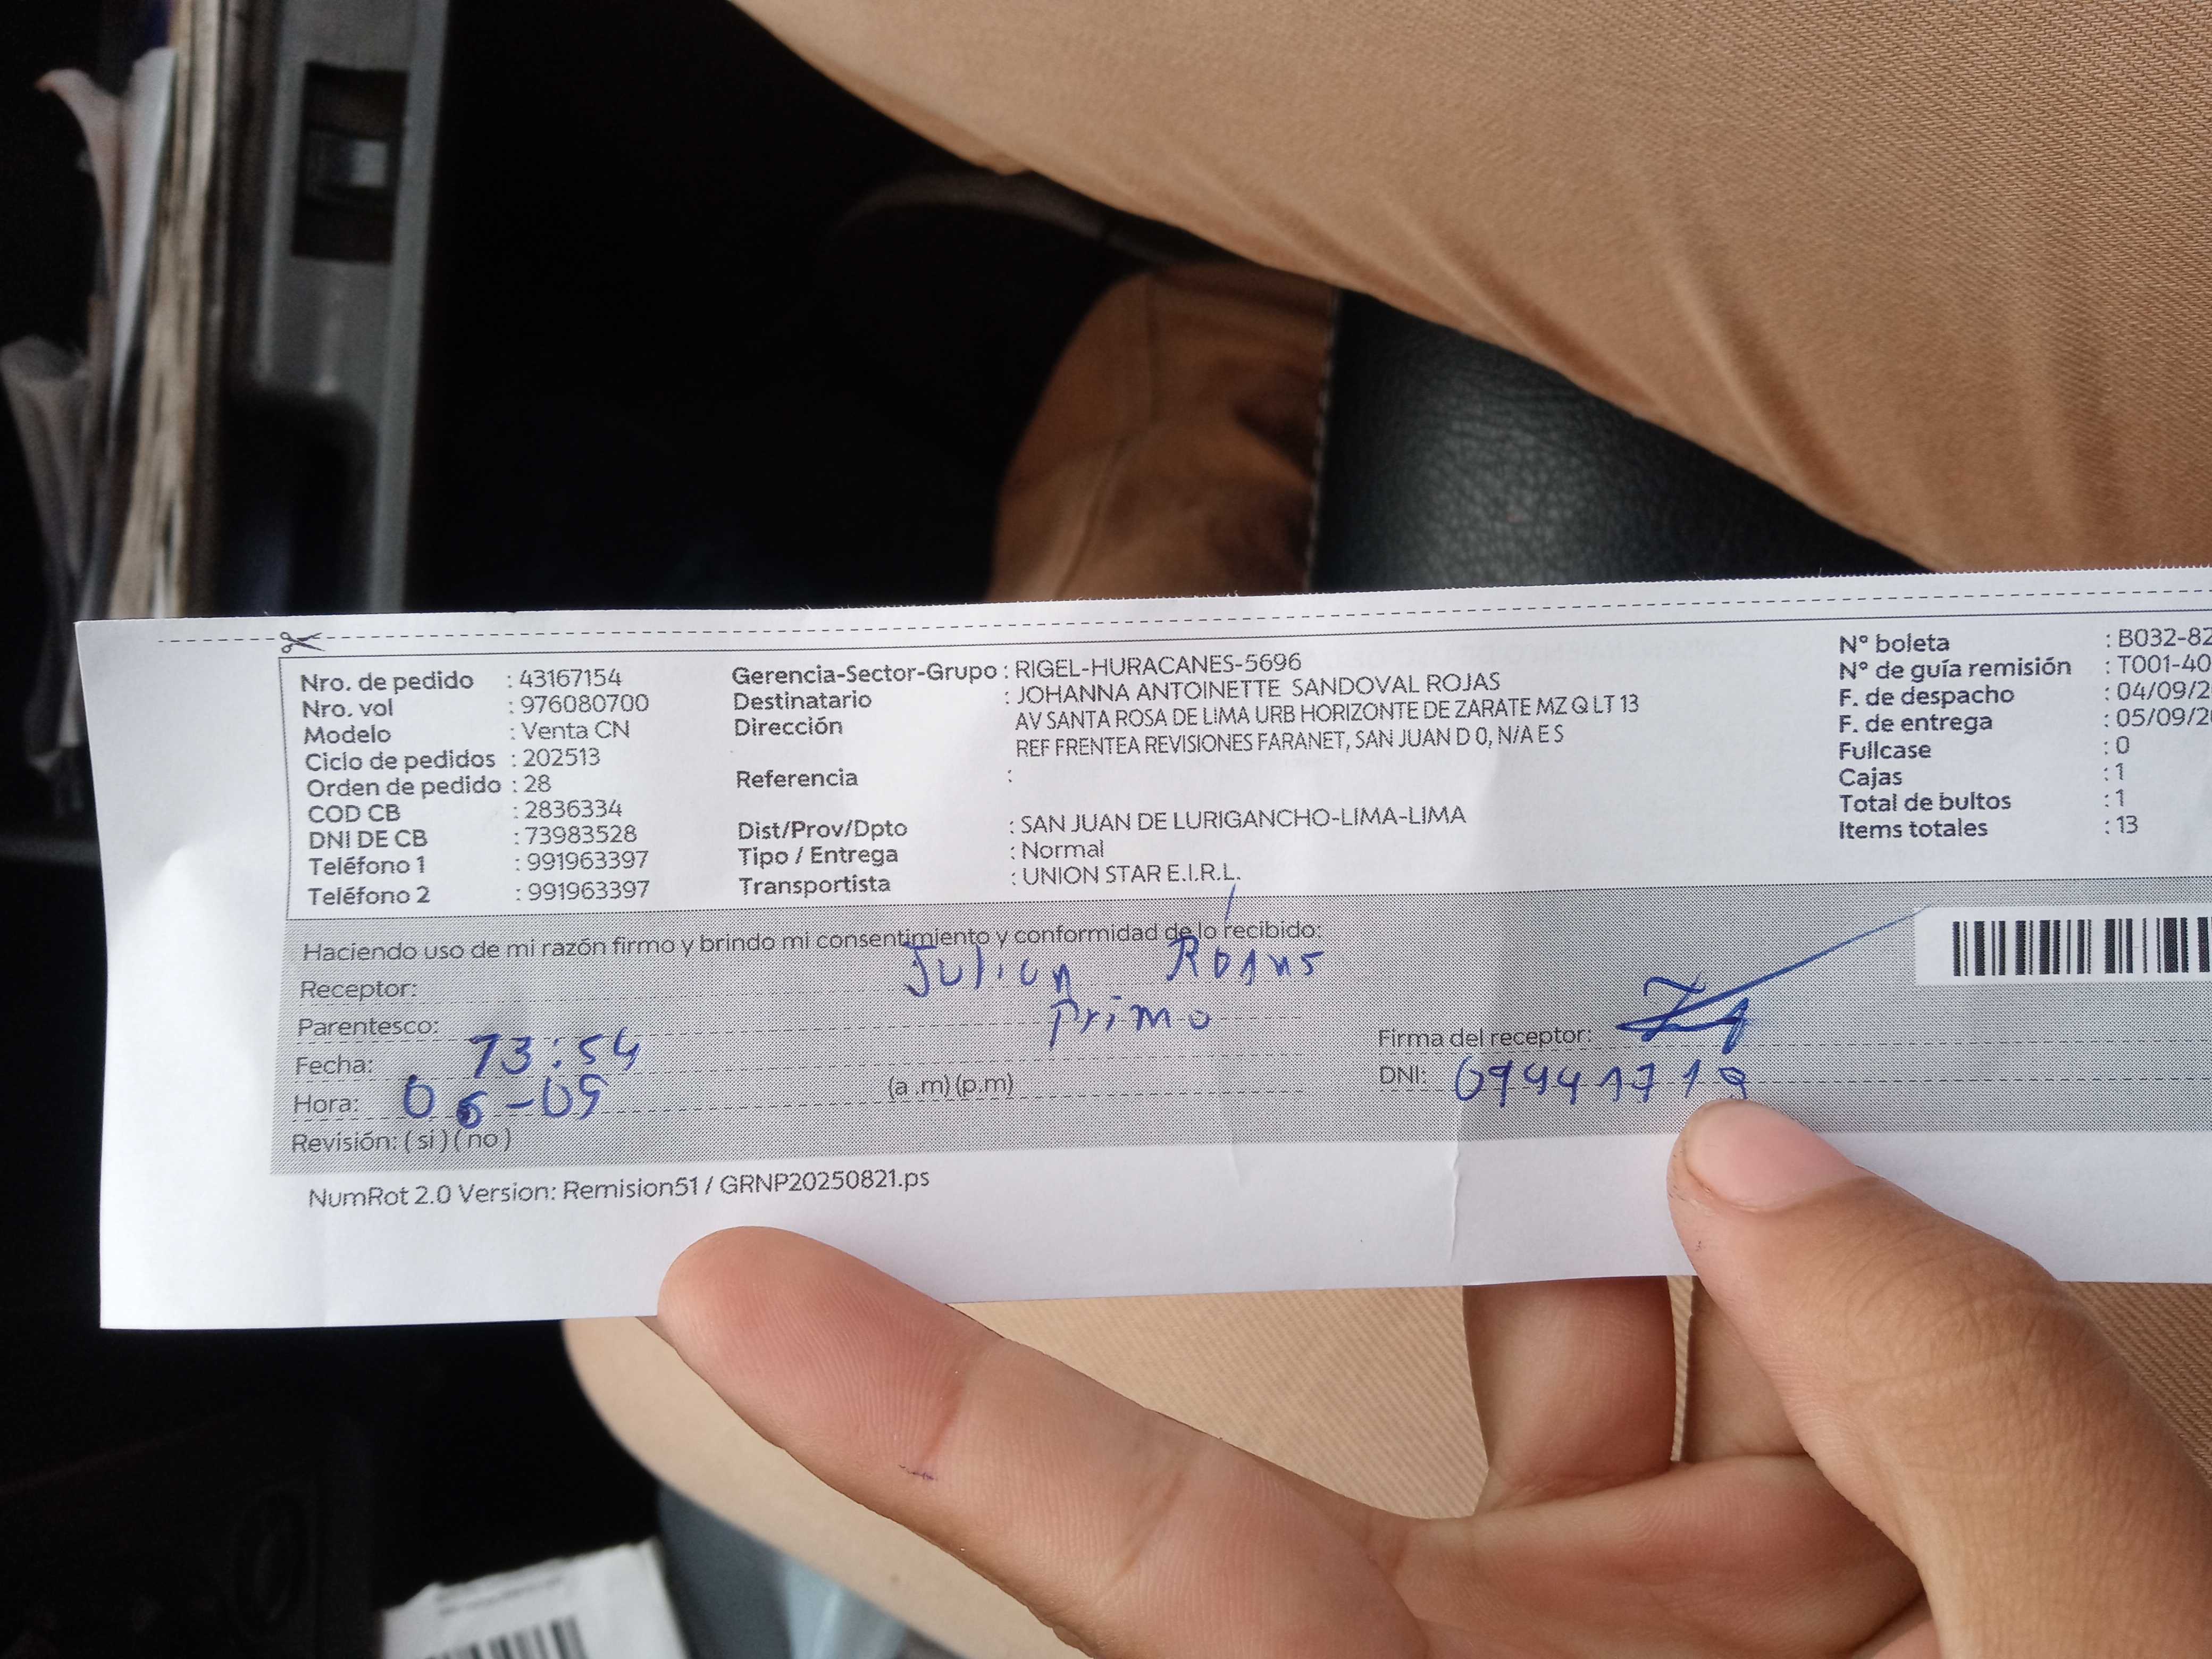 Nro. de pedido : 43167154
Nro. vol : 976080700
Modelo : Venta CN
Ciclo de pedidos : 202513
Orden de pedido : 28
COD CB : 2836334
DNI DE CB : 73983528
Teléfono 1 : 991963397
Teléfono 2 : 991963397
Gerencia-Sector-Grupo : RIGEL-HURACANES-5696
Destinatario : JOHANNA ANTOINETTE SANDOVAL ROJAS
Dirección AV SANTA ROSA DE LIMA URB HORIZONTE DE ZARATE MZ Q LT 13
REF FRENTEA REVISIONES FARANET, SAN JUAN D 0, N/A E S
Referencia :
Dist/Prov/Dpto : SAN JUAN DE LURIGANCHO-LIMA-LIMA
Tipo / Entrega : Normal
Transportista : UNION STAR E.I.R.L.
N° boleta : B032-82
N° de guía remisión : T001-40
F. de despacho : 04/09/2
F. de entrega : 05/09/20
Fullcase : 0
Cajas : 1
Total de bultos : 1
Items totales : 13
Haciendo uso de mi razón firmo y brindo mi consentimiento y conformidad de lo recibido:
Receptor: Julian
Parentesco: Primo
Fecha: 13:54
Hora: 06-09 (a .m) (p.m)
Revisión: ( si ) ( no )
Firma del receptor:
DNI:
NumRot 2.0 Version: Remision51 / GRNP20250821.ps